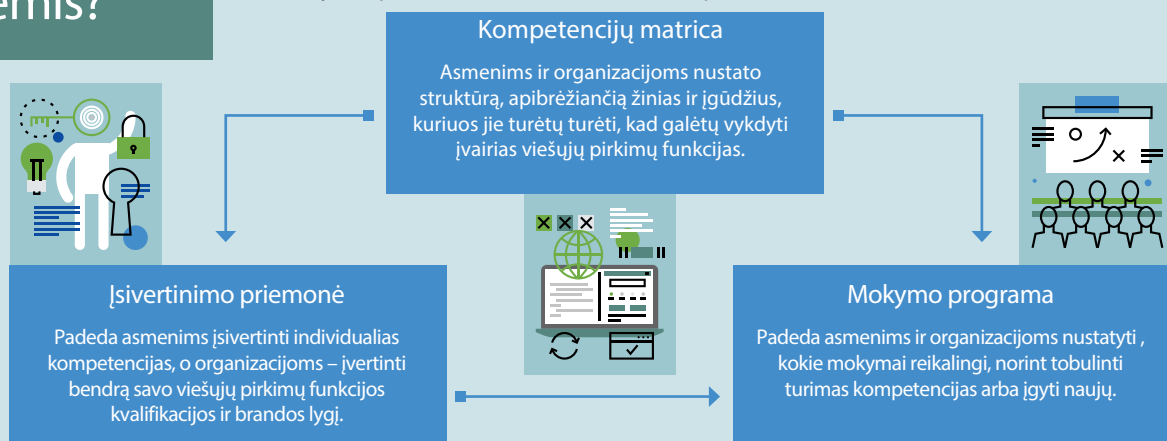 Kompetencijų matrica
Asmenims ir organizacijoms nustato
struktūrą, apibrėžiančią žinias ir įgūdžius,
kuriuos jie turėtų turėti, kad galėtų vykdyti
įvairias viešųjų pirkimų funkcijas.
Įsivertinimo priemonė
Padeda asmenims įsivertinti individualias
kompetencijas, o organizacijoms – įvertinti
bendrą savo viešųjų pirkimų funkcijos
kvalifikacijos ir brandos lygį.
Mokymo programa
Padeda asmenims ir organizacijoms nustatyti ,
kokie mokymai reikalingi, norint tobulinti
turimas kompetencijas arba įgyti naujų.